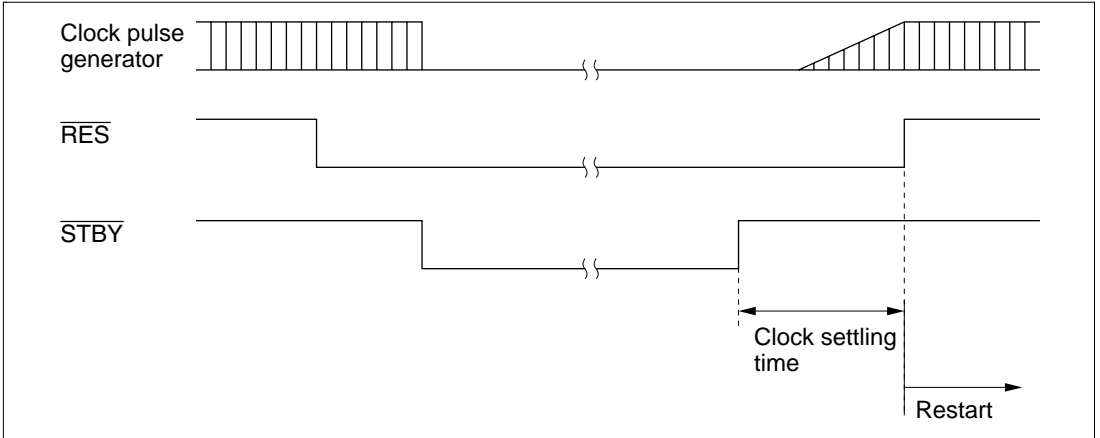 Clock pulse
generator
RES
STBY
Clock settling
time
Restart